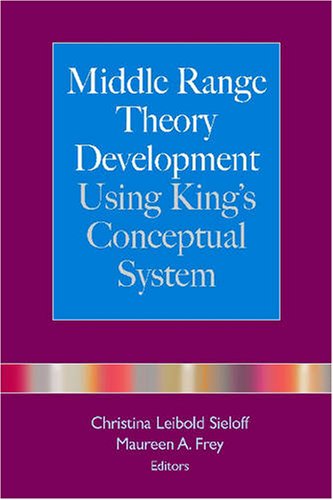 Middle Range
Theory
Development
Using King's
Conceptual
System
Christina Leibold Sieloff
Maureen A. Frey
Editors